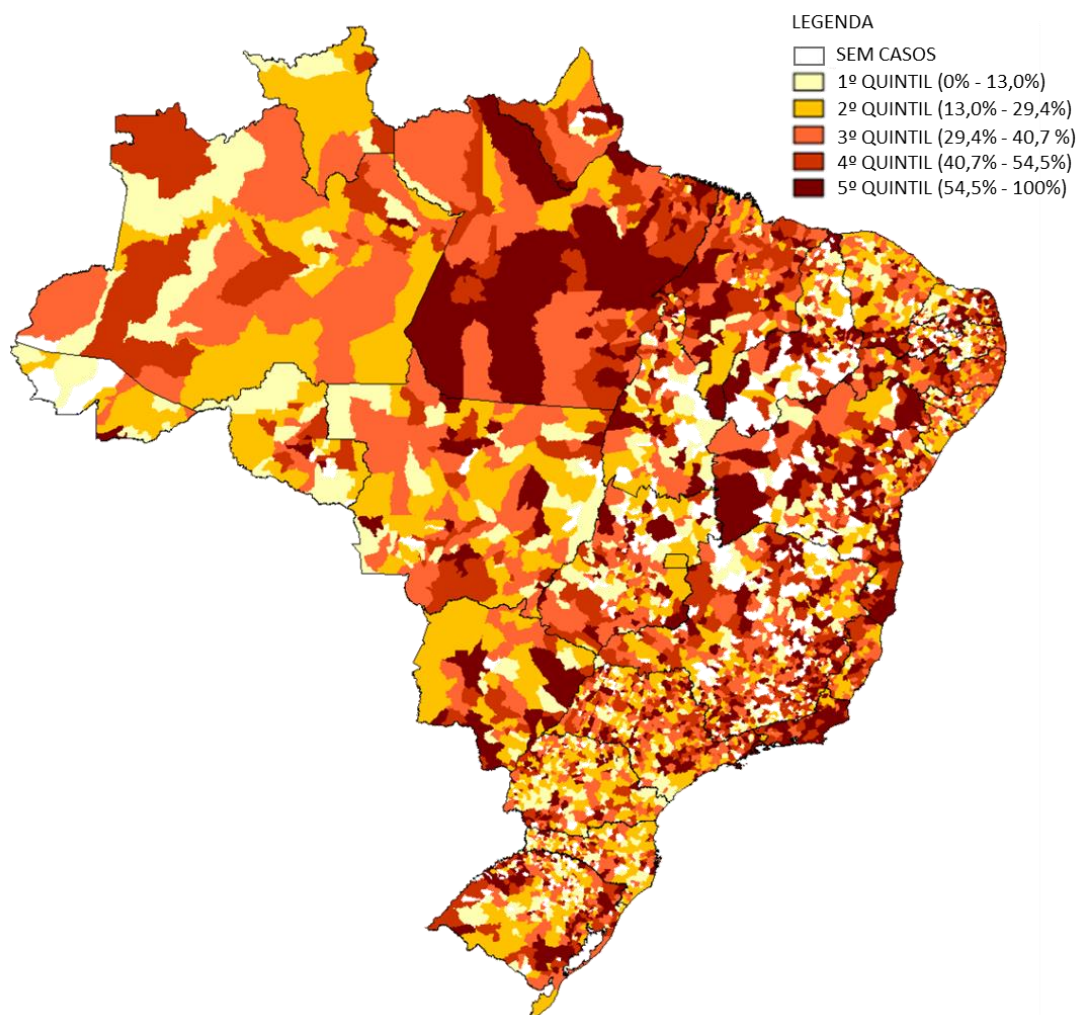 LEGENDA
SEM CASOS
1º QUINTIL (0% - 13,0%)
2º QUINTIL (13,0% - 29,4%)
3º QUINTIL (29,4% - 40,7 %)
4º QUINTIL (40,7% - 54,5%)
5º QUINTIL (54,5% - 100%)